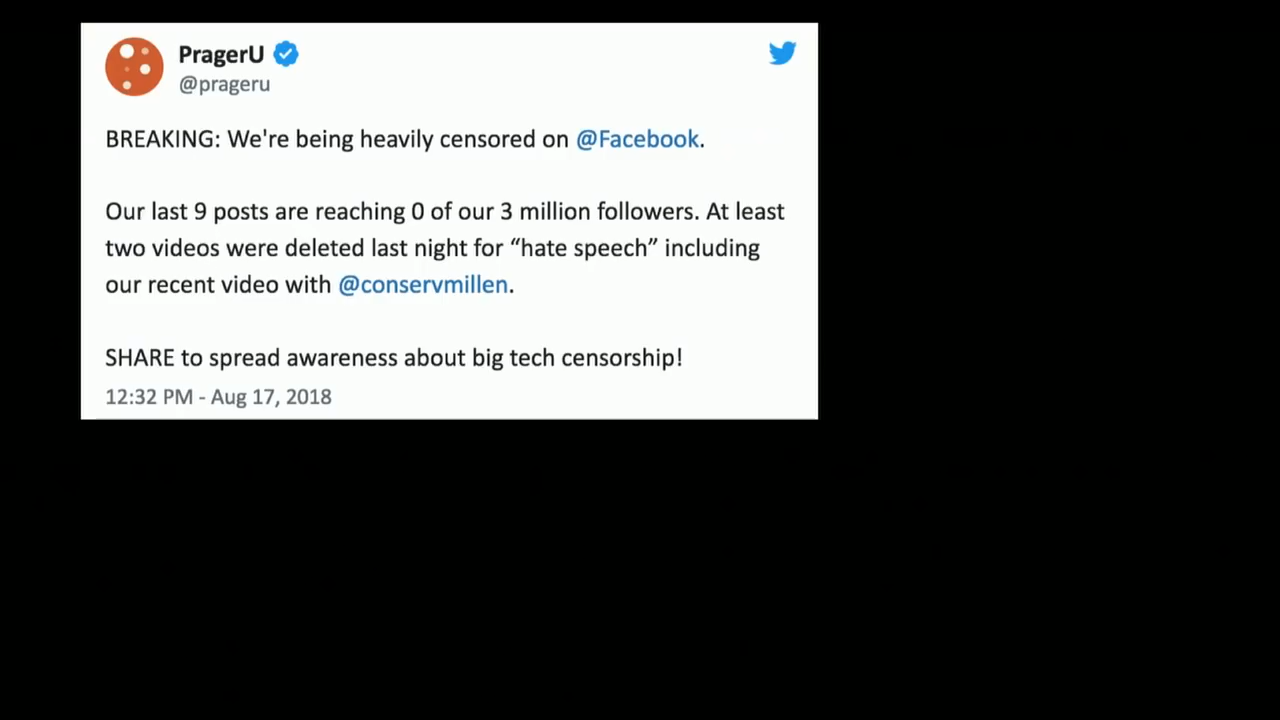 PragerU
@prageru
BREAKING: We're being heavily censored on @Facebook.
Our last 9 posts are reaching 0 of our 3 million followers. At least
two videos were deleted last night for “hate speech” including
our recent video with @conservmillen.
SHARE to spread awareness about big tech censorship!
12:32 PM - Aug 17, 2018